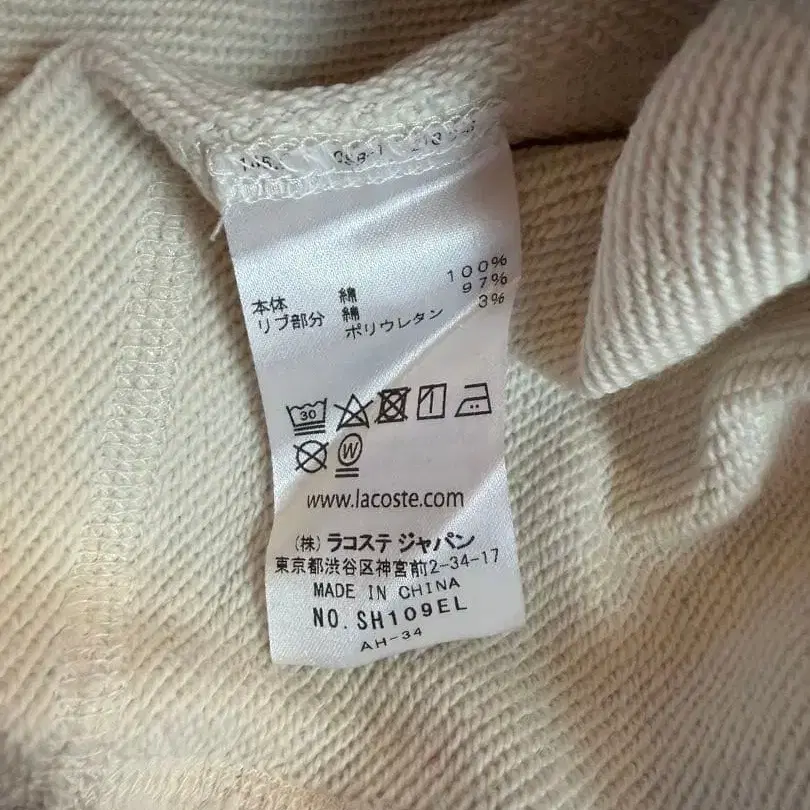 本体 綿 100%
リブ部分 綿 97%
ポリウレタン 3%
30
W
www.lacoste.com
(株) ラコステ ジャパン
東京都渋谷区神宮前2-34-17
MADE IN CHINA
NO. SH109EL
AH-34